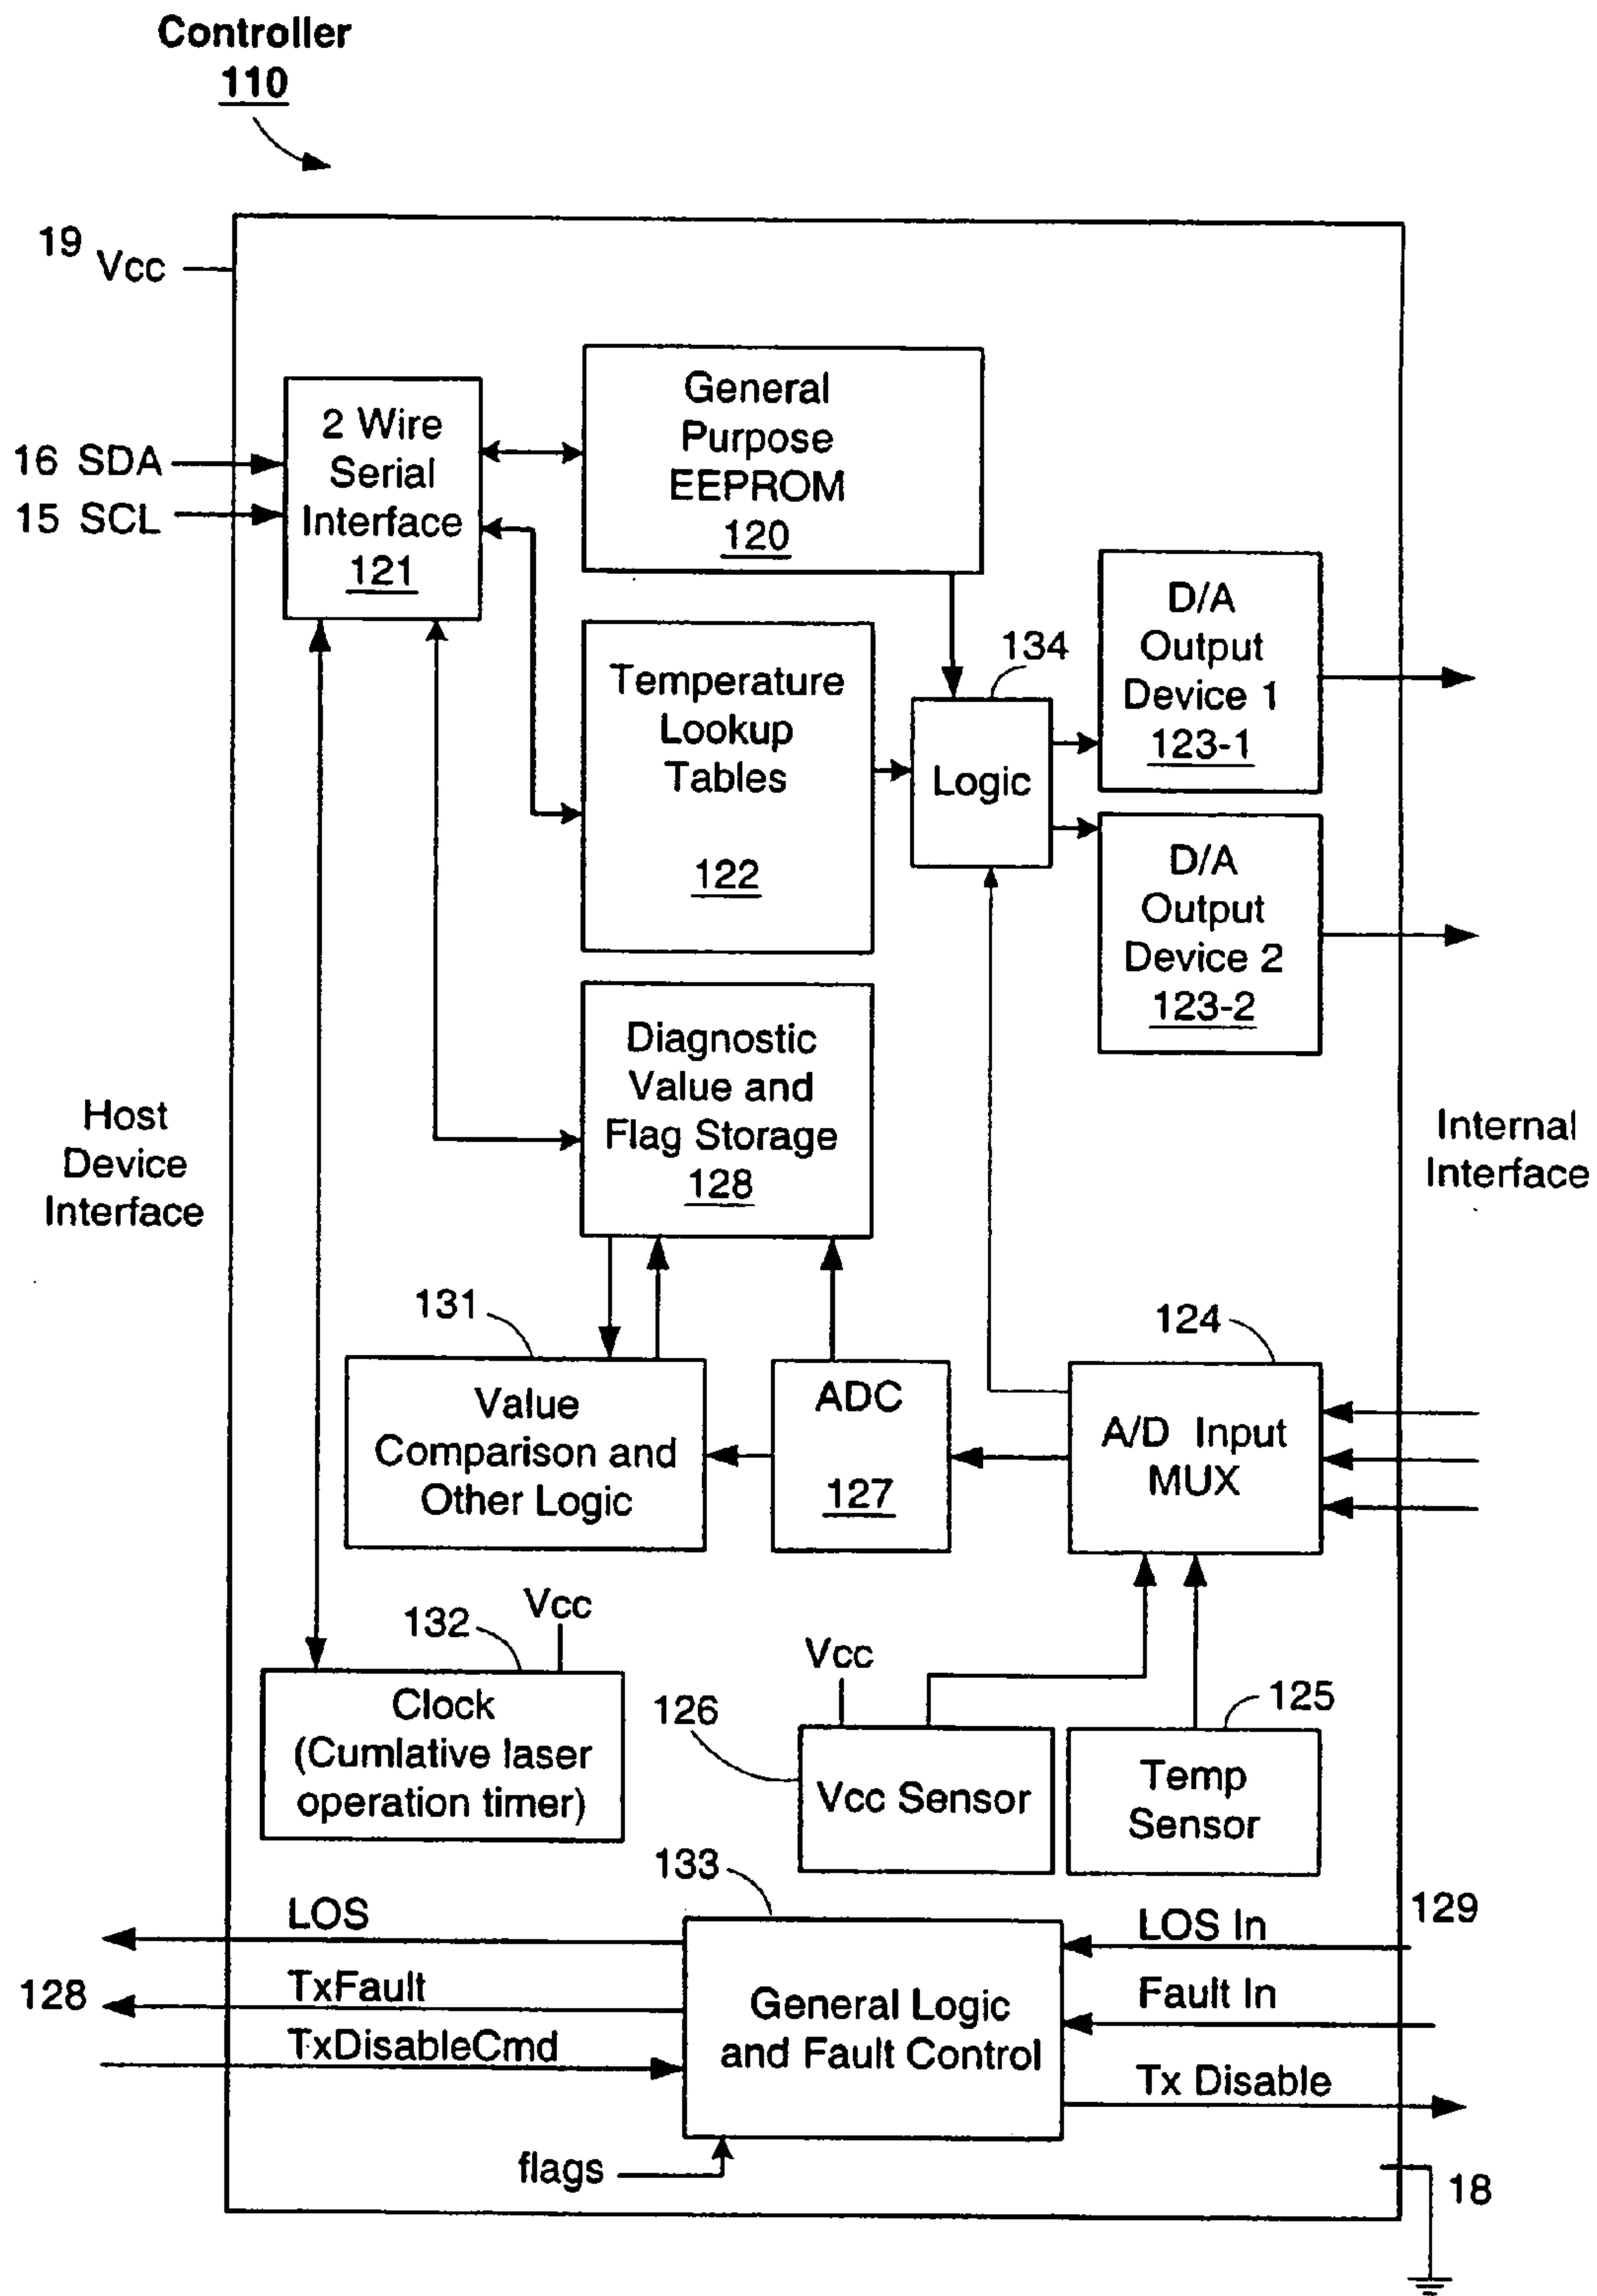 Controller
110
19
Vcc
16 SDA
15 SCL
2 Wire
Serial
Interface
121
General
Purpose
EEPROM
120
Temperature
Lookup
Tables
122
134
Logic
D/A
Output
Device 1
123-1
D/A
Output
Device 2
123-2
Host
Device
Interface
Internal
Interface
Diagnostic
Value and
Flag Storage
128
131
Value
Comparison and
Other Logic
ADC
127
124
A/D Input
MUX
132
Vcc
Clock
(Cumlative laser
operation timer)
126
Vcc
Vcc Sensor
125
Temp
Sensor
133
General Logic
and Fault Control
LOS
128
TxFault
TxDisableCmd
flags
129
LOS In
Fault In
Tx Disable
18